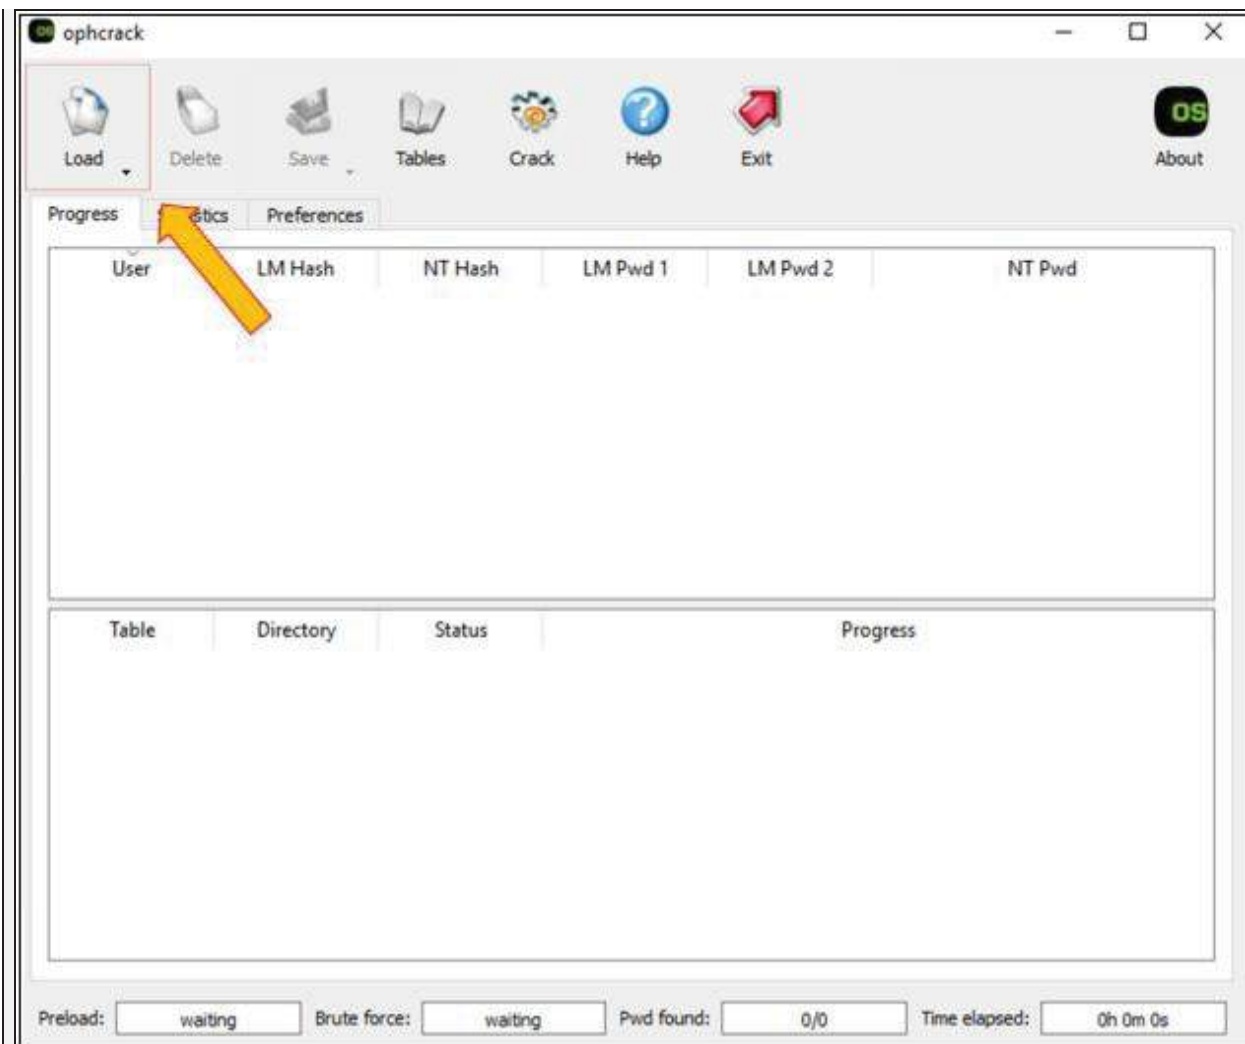 OS ophcrack
Load Delete Save Tables Crack Help Exit OS About
Progress stics Preferences
User LM Hash NT Hash LM Pwd 1 LM Pwd 2 NT Pwd
Table Directory Status Progress
Preload: waiting Brute force: waiting Pwd found: 0/0 Time elapsed: 0h 0m 0s